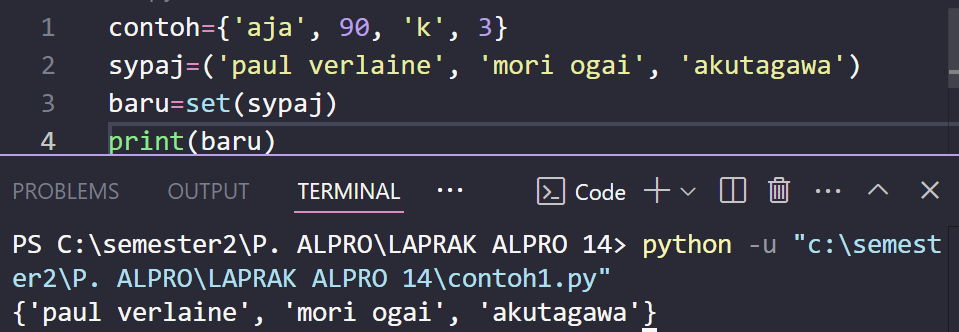 1 contoh={'aja', 90, 'k', 3}
2 sypaj=('paul verlaine', 'mori ogai', 'akutagawa')
3 baru=set(sypaj)
4 print(baru)
PROBLEMS OUTPUT TERMINAL ··· Code
PS C:\semester2\P. ALPRO\LAPRAK ALPRO 14> python -u "c:\semest
er2\P. ALPRO\LAPRAK ALPRO 14\contoh1.py"
{'paul verlaine', 'mori ogai', 'akutagawa'}